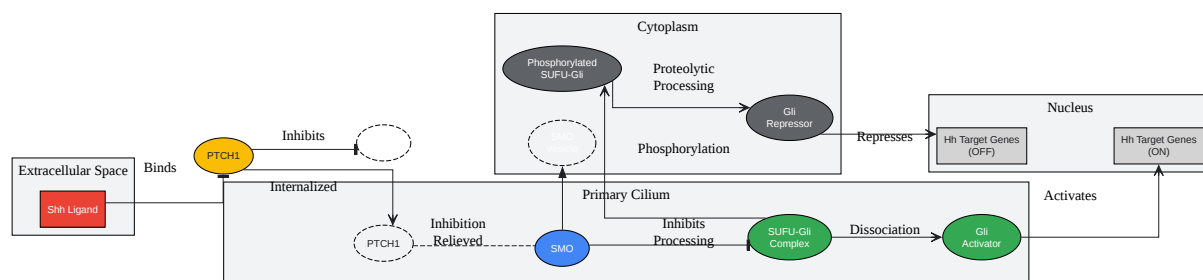 Cytoplasm
Phosphorylated
SUFU-Gli
Proteolytic
Processing
Gli
Repressor
Nucleus
Represses
Hh Target Genes
(OFF)
Hh Target Genes
(ON)
Inhibits
PTCH1
SMO
Phosphorylation
Extracellular Space
Binds
Shh Ligand
Internalized
Primary Cilium
Activates
PTCH1
Inhibition
Relieved
SMO
Inhibits
Processing
SUFU-Gli
Complex
Dissociation
Gli
Activator